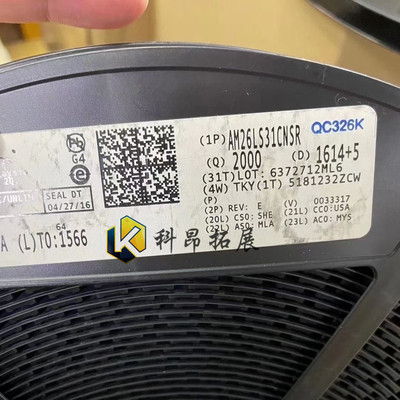 (1P) AM26LS31CNSR
QC326K
(Q) 2000 (D) 1614+5
(31T) LOT: 6372712ML6
(4W) TKY(1T) 5181232ZCW
(P)
(2P) REV: E (V) 0033317
(20L) CSO: SHE (21L) CCO:USA
(22L) ASO: MLA (23L) ACO: MYS
G4
SEAL DT
04/27/16
64
(L)TO:1566
科昂拓展